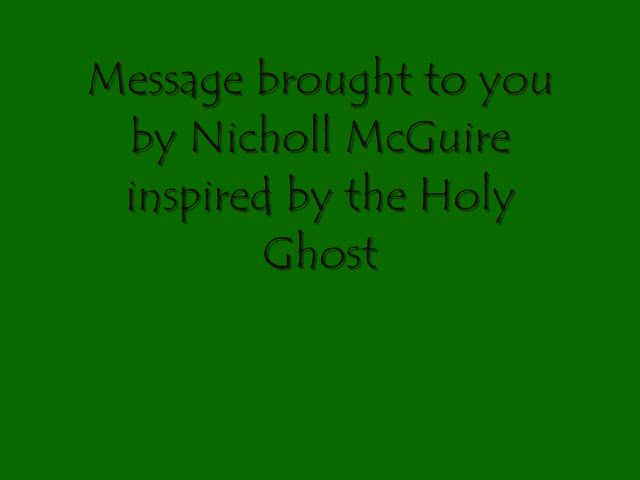 Message brought to you
by Nicholl McGuire
inspired by the Holy
Ghost